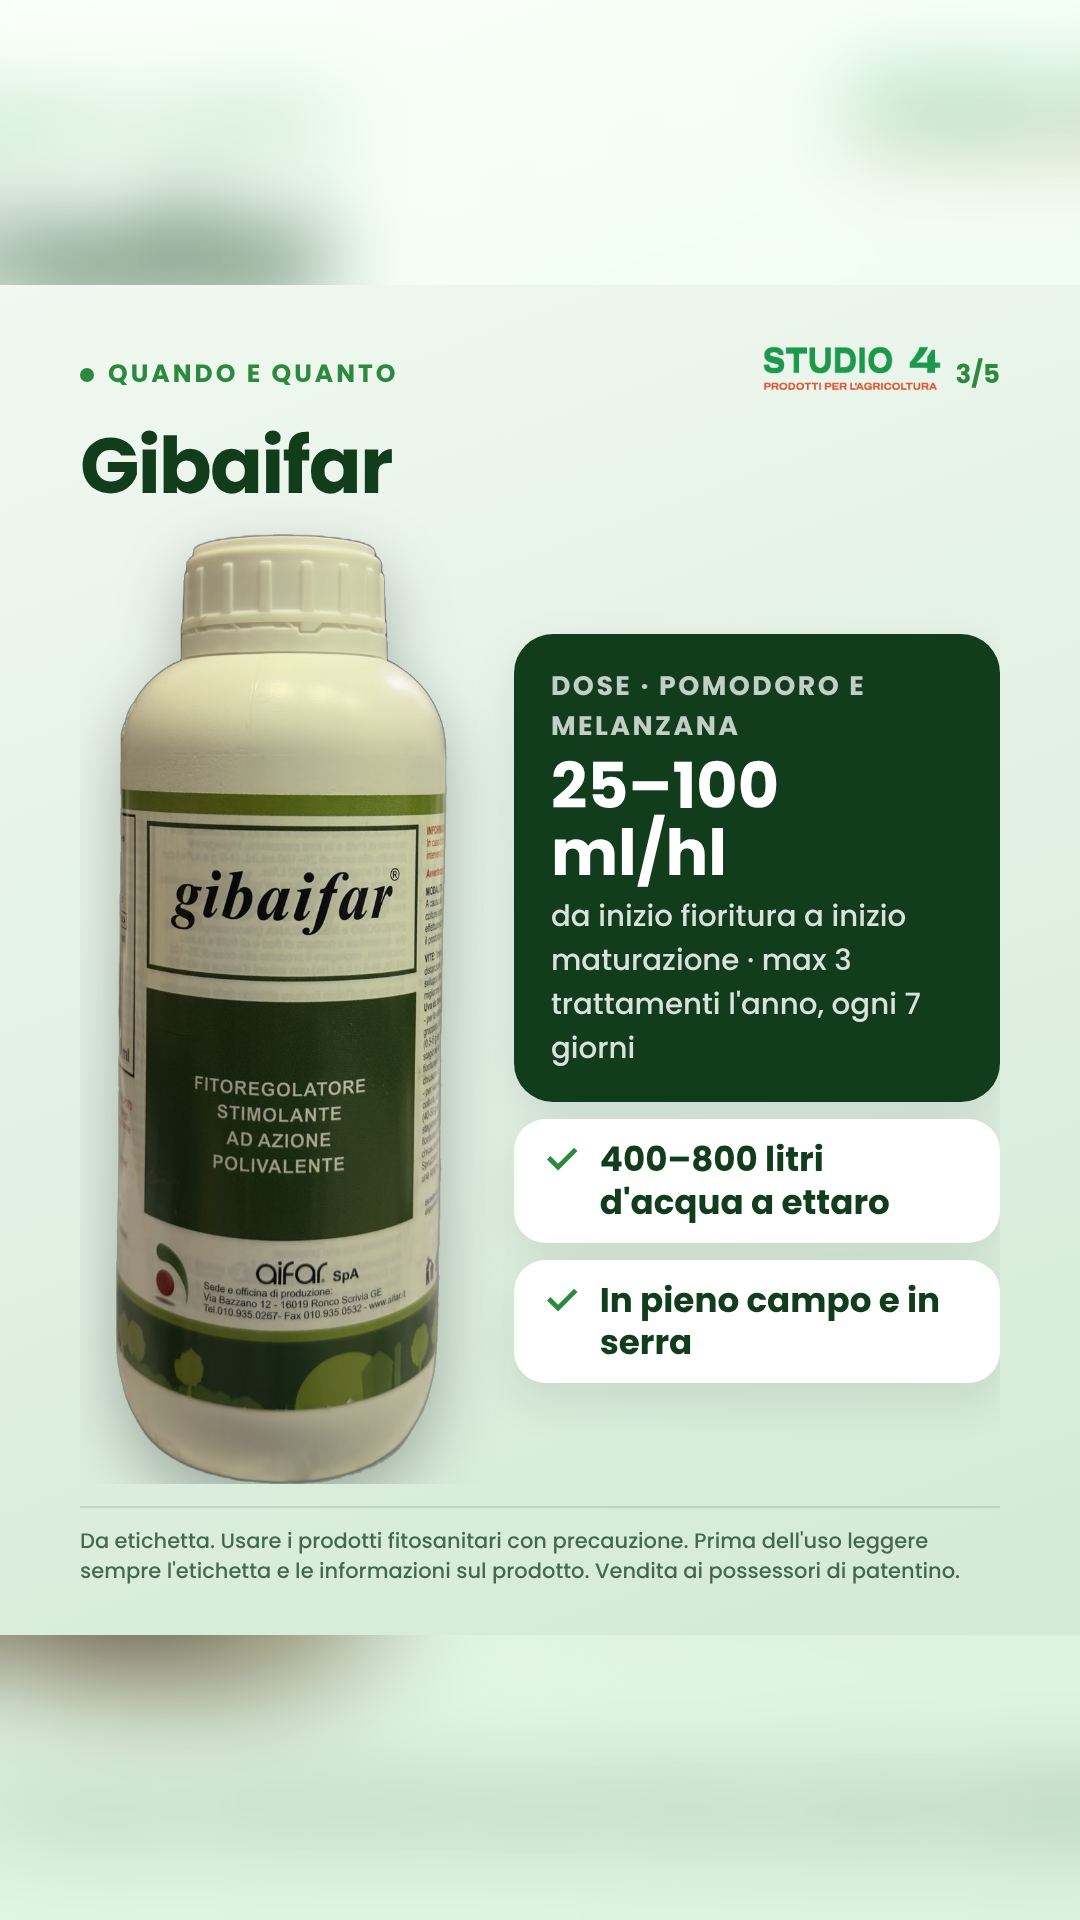 QUANDO E QUANTO
STUDIO 4
PRODOTTI PER L'AGRICOLTURA
3/5
Gibaifar
gibaifar®
FITOREGOLATORE
STIMOLANTE
AD AZIONE
POLIVALENTE
aifar SpA
Sede e officina di produzione:
Via Bazzano 12 - 16019 Ronco Scrivia GE
Tel.010.935.0267- Fax 010.935.0532 - www.aifar.it
DOSE · POMODORO E
MELANZANA
25–100
ml/hl
da inizio fioritura a inizio
maturazione · max 3
trattamenti l'anno, ogni 7
giorni
400–800 litri
d'acqua a ettaro
In pieno campo e in
serra
Da etichetta. Usare i prodotti fitosanitari con precauzione. Prima dell'uso leggere
sempre l'etichetta e le informazioni sul prodotto. Vendita ai possessori di patentino.